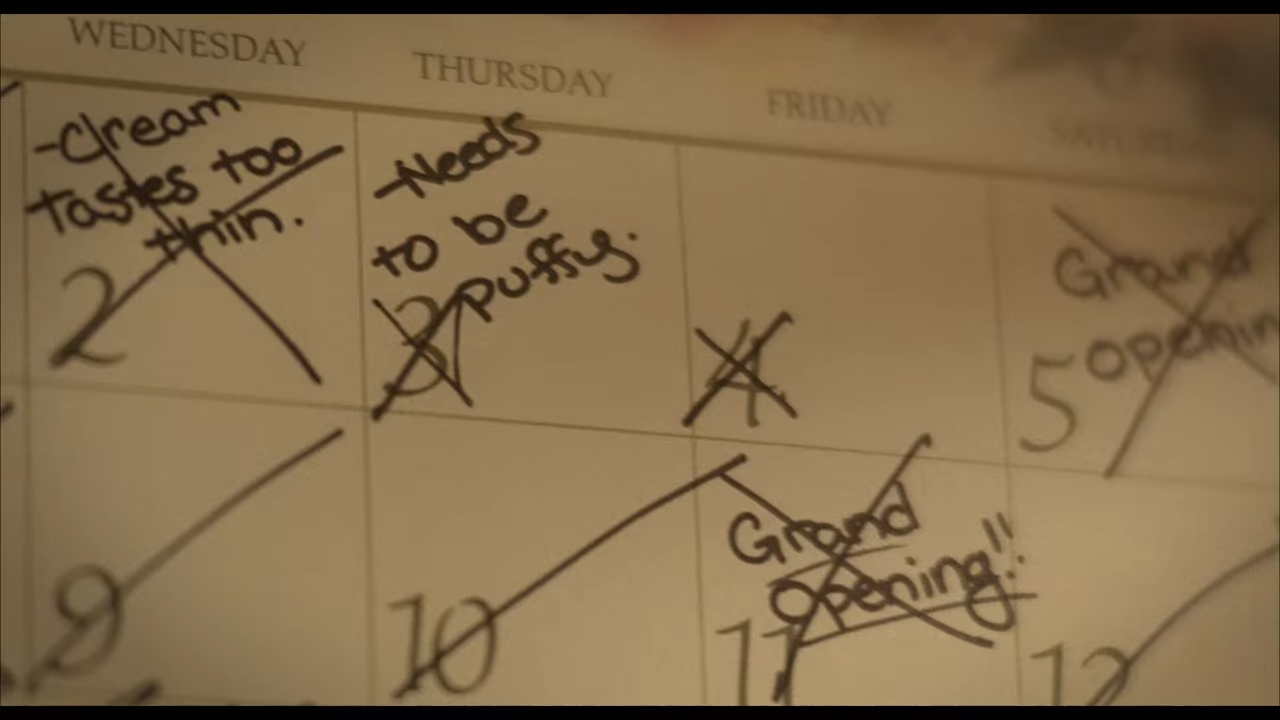 WEDNESDAY THURSDAY FRIDAY SATURDAY
-Cream
tastes too
thin.
2
-Needs
to be
puffy.
3
4
Grand
5 opening
9
10
Grand
Opening!!
11
12